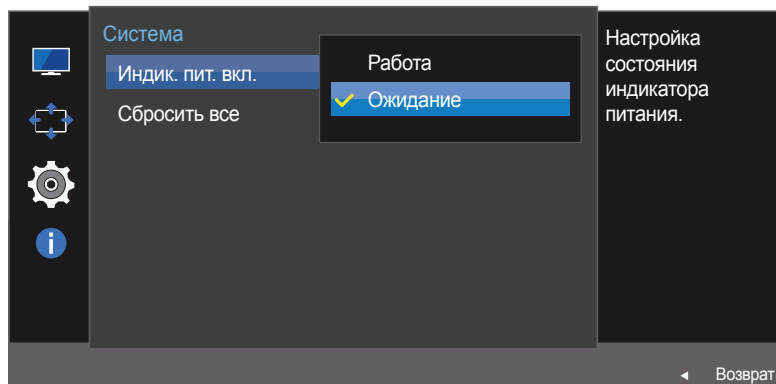 Система
Индик. пит. вкл.
Сбросить все
Работа
Ожидание
Настройка
состояния
индикатора
питания.
Возврат